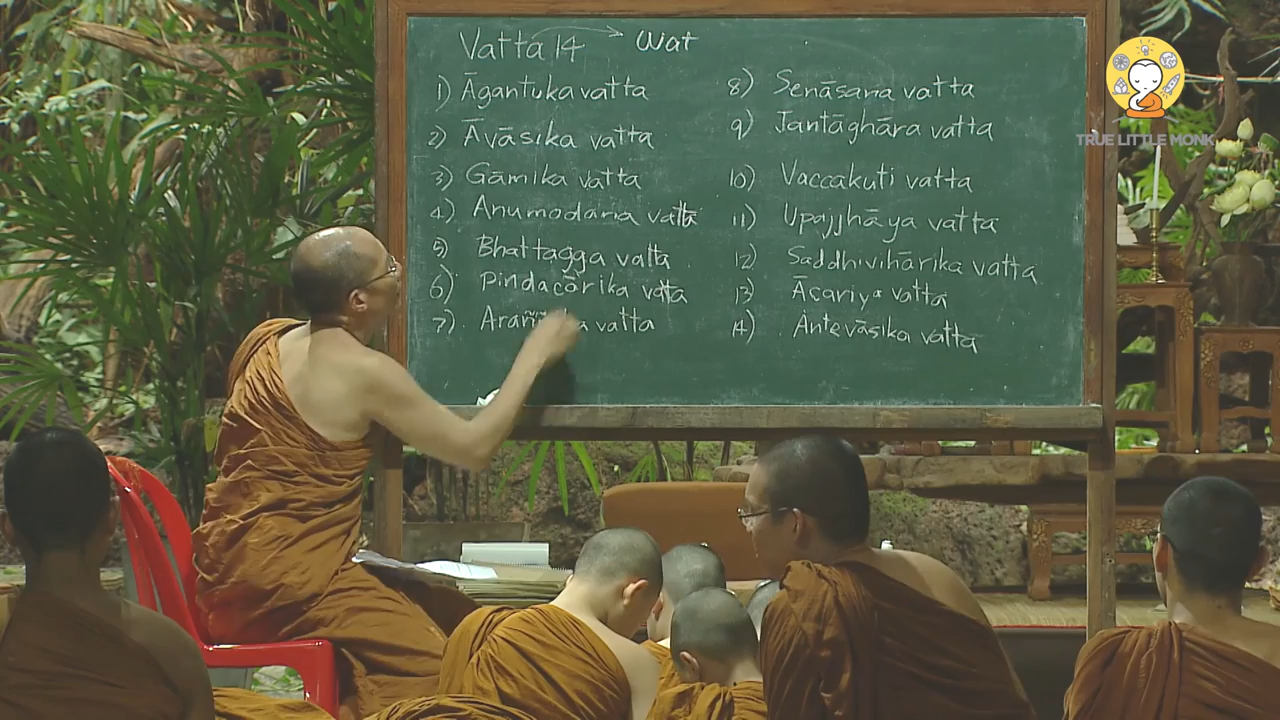 Vatta 14 → Wat
1) Āgantuka vatta
2) Āvāsika vatta
3) Gāmika vatta
4) Anumodana vatta
5) Bhattagga vatta
6) Pindacārika vatta
7) vatta
8) Senāsana vatta
9) Jantāghāra vatta
10) Vaccakuti vatta
11) Upajjhāya vatta
12) Saddhivihārika vatta
13) Ācariya vatta
14) Antevāsika vatta
TRUE LITTLE MONK